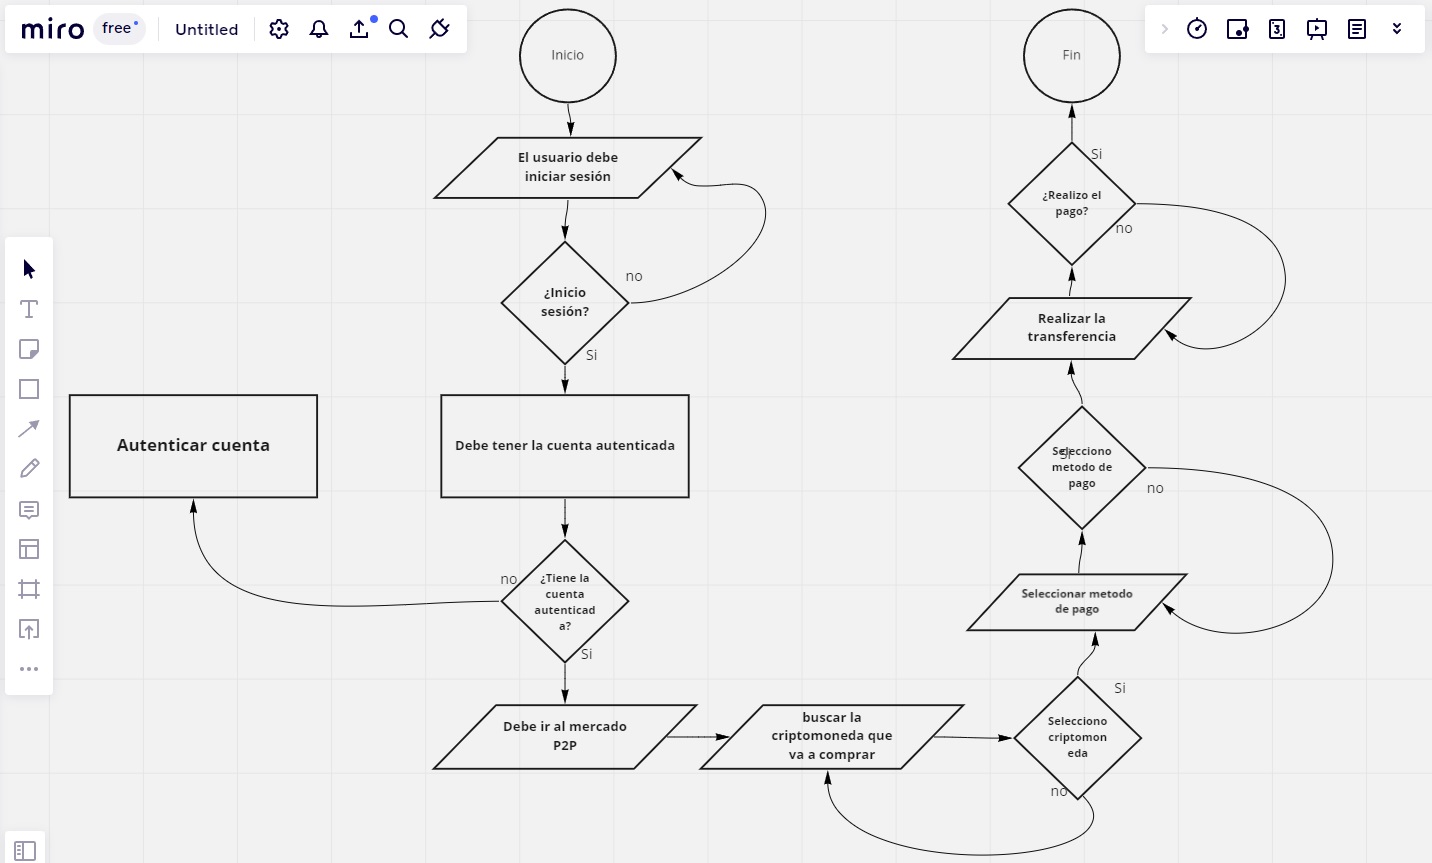 miro
free
Untitled
3
Inicio
El usuario debe
iniciar sesión
¿Inicio
sesión?
no
Si
Autenticar cuenta
Debe tener la cuenta autenticada
no
¿Tiene la
cuenta
autenticad
a?
Si
Debe ir al mercado
P2P
buscar la
criptomoneda que
va a comprar
Selecciono
criptomon
eda
no
Si
Seleccionar metodo
de pago
Selecciono
metodo de
pago
no
Si
Realizar la
transferencia
¿Realizo el
pago?
no
Si
Fin